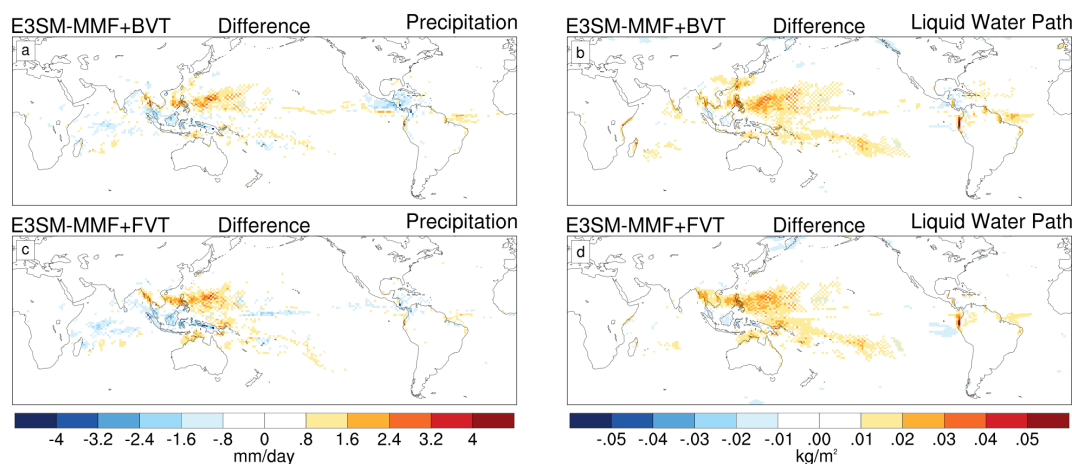 E3SM-MMF+BVT Difference Precipitation
a
E3SM-MMF+BVT Difference Liquid Water Path
b
E3SM-MMF+FVT Difference Precipitation
c
E3SM-MMF+FVT Difference Liquid Water Path
d
-4 -3.2 -2.4 -1.6 -.8 0 .8 1.6 2.4 3.2 4
mm/day
-.05 -.04 -.03 -.02 -.01 .00 .01 .02 .03 .04 .05
kg/m²